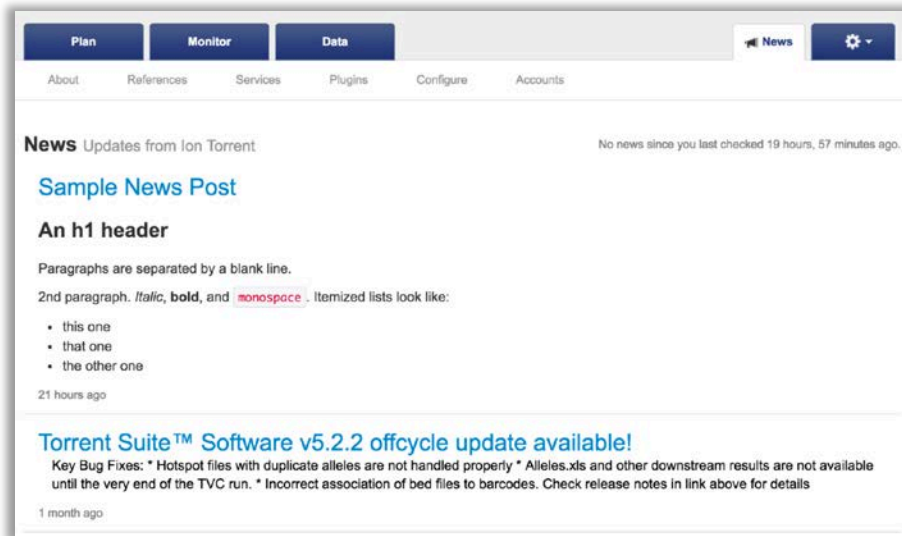 Plan Monitor Data News
About References Services Plugins Configure Accounts
News Updates from Ion Torrent No news since you last checked 19 hours, 57 minutes ago.
Sample News Post
An h1 header
Paragraphs are separated by a blank line.
2nd paragraph. Italic, bold, and monospace . Itemized lists look like:
• this one
• that one
• the other one
21 hours ago
Torrent Suite™ Software v5.2.2 offcycle update available!
Key Bug Fixes: * Hotspot files with duplicate alleles are not handled properly * Alleles.xls and other downstream results are not available
until the very end of the TVC run. * Incorrect association of bed files to barcodes. Check release notes in link above for details
1 month ago